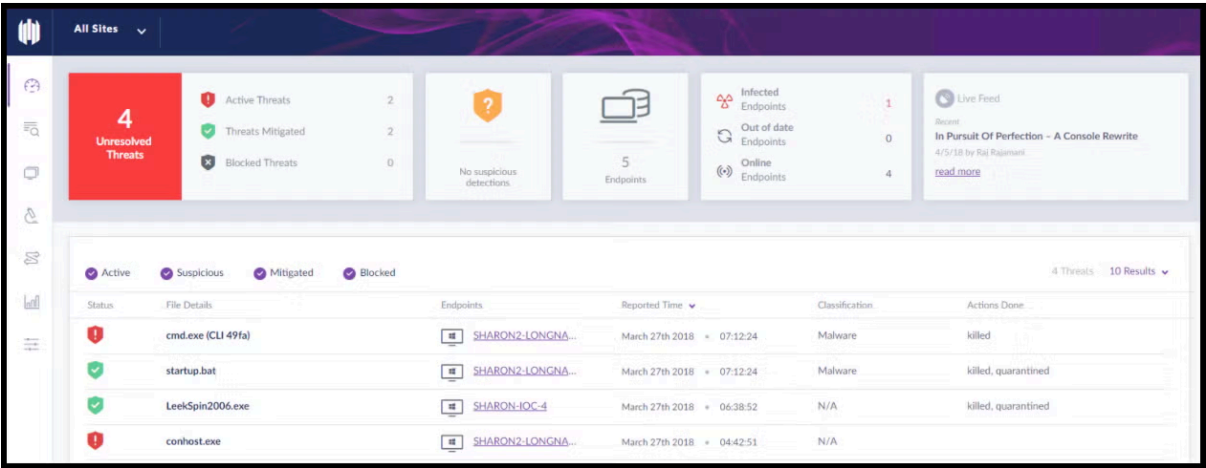 All Sites
4
Unresolved
Threats
Active Threats 2
Threats Mitigated 2
Blocked Threats 0
?
No suspicious
detections
5
Endpoints
Infected
Endpoints 1
Out of date
Endpoints 0
Online
Endpoints 4
Live Feed
Recent
In Pursuit Of Perfection – A Console Rewrite
4/5/18 by Raj Rajamani
read more
Active Suspicious Mitigated Blocked 4 Threats 10 Results
Status File Details Endpoints Reported Time Classification Actions Done
cmd.exe (CLI 49fa) SHARON2-LONGNA... March 27th 2018 • 07:12:24 Malware killed
startup.bat SHARON2-LONGNA... March 27th 2018 • 07:12:24 Malware killed, quarantined
LeekSpin2006.exe SHARON-IOC-4 March 27th 2018 • 06:38:52 N/A killed, quarantined
conhost.exe SHARON2-LONGNA... March 27th 2018 • 04:42:51 N/A